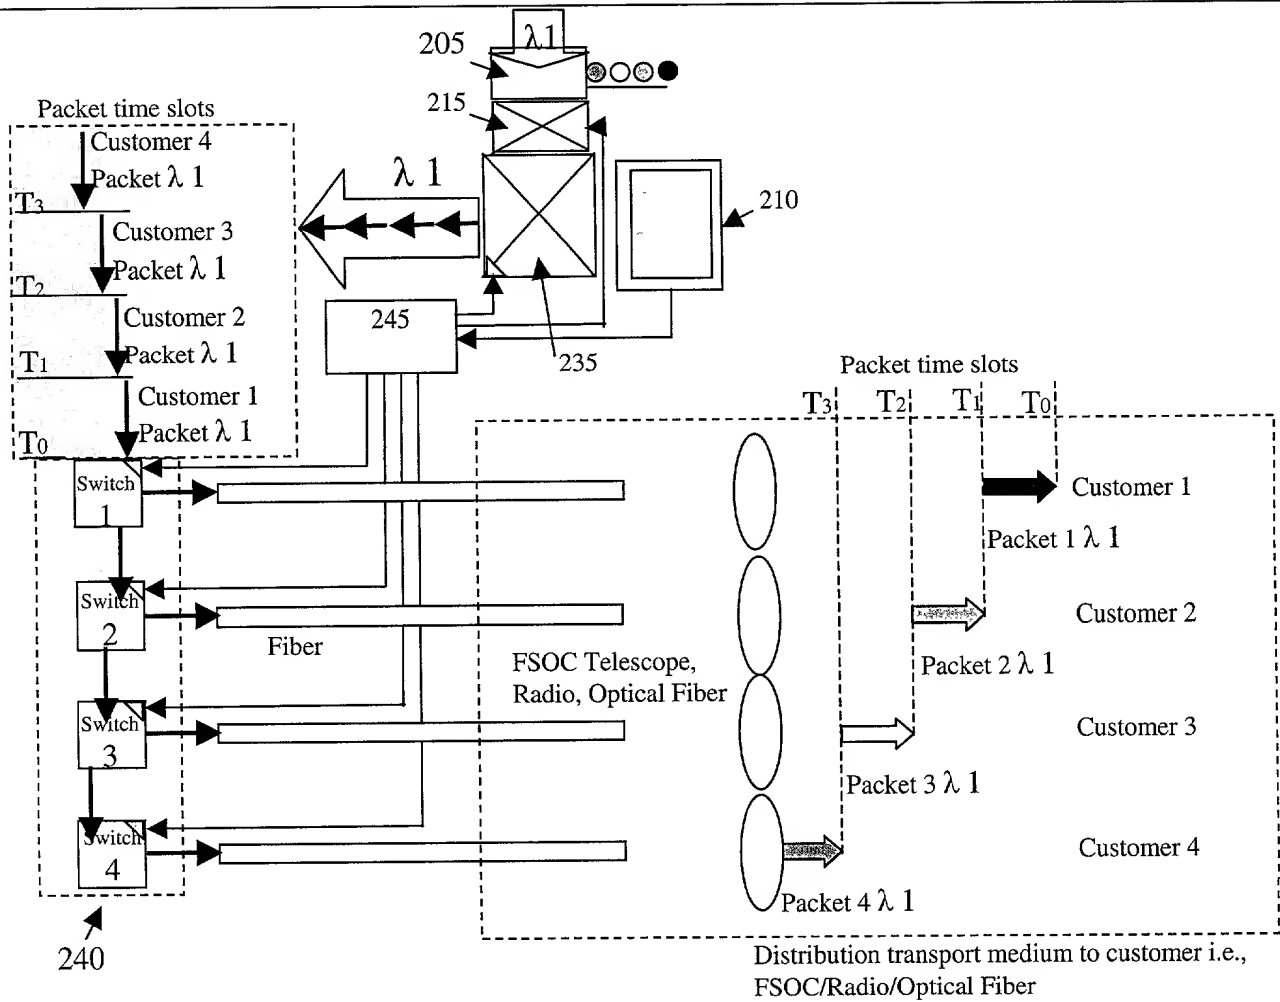 λ1
205
215
Packet time slots
Customer 4
Packet λ 1
T3
Customer 3
Packet λ 1
T2
Customer 2
Packet λ 1
T1
Customer 1
Packet λ 1
T0
λ 1
210
245
235
Packet time slots
T3 T2 T1 T0
Switch
1
Customer 1
Packet 1 λ 1
Switch
2
Fiber
Customer 2
Packet 2 λ 1
FSOC Telescope,
Radio, Optical Fiber
Switch
3
Customer 3
Packet 3 λ 1
Switch
4
Customer 4
Packet 4 λ 1
240
Distribution transport medium to customer i.e.,
FSOC/Radio/Optical Fiber